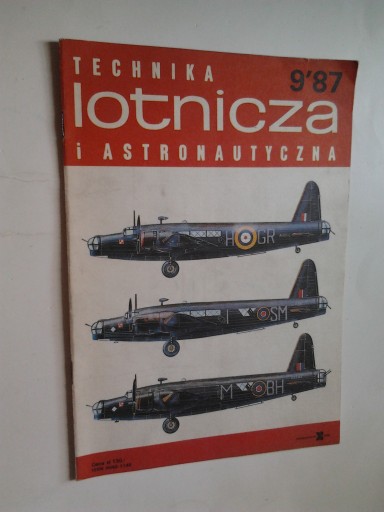 TECHNIKA
9'87
lotnicza
i ASTRONAUTYCZNA
H GR
I SM
M BH